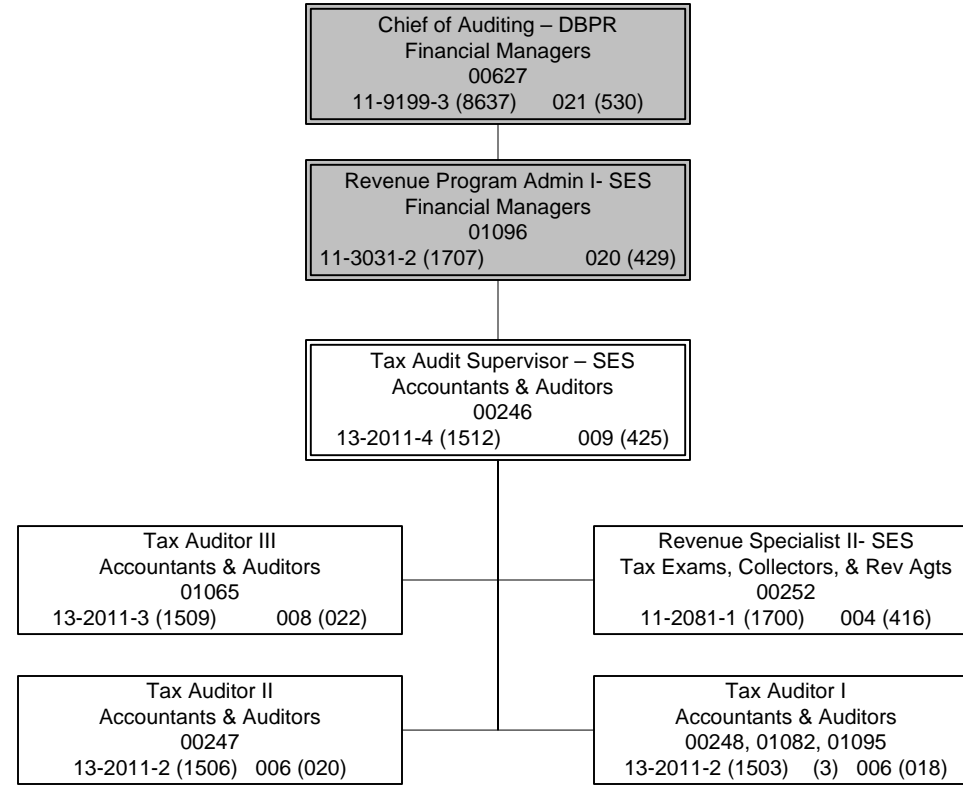 Chief of Auditing – DBPR
Financial Managers
00627
11-9199-3 (8637) 021 (530)
Revenue Program Admin I- SES
Financial Managers
01096
11-3031-2 (1707) 020 (429)
Tax Audit Supervisor – SES
Accountants & Auditors
00246
13-2011-4 (1512) 009 (425)
Tax Auditor III
Accountants & Auditors
01065
13-2011-3 (1509) 008 (022)
Revenue Specialist II- SES
Tax Exams, Collectors, & Rev Agts
00252
11-2081-1 (1700) 004 (416)
Tax Auditor II
Accountants & Auditors
00247
13-2011-2 (1506) 006 (020)
Tax Auditor I
Accountants & Auditors
00248, 01082, 01095
13-2011-2 (1503) (3) 006 (018)